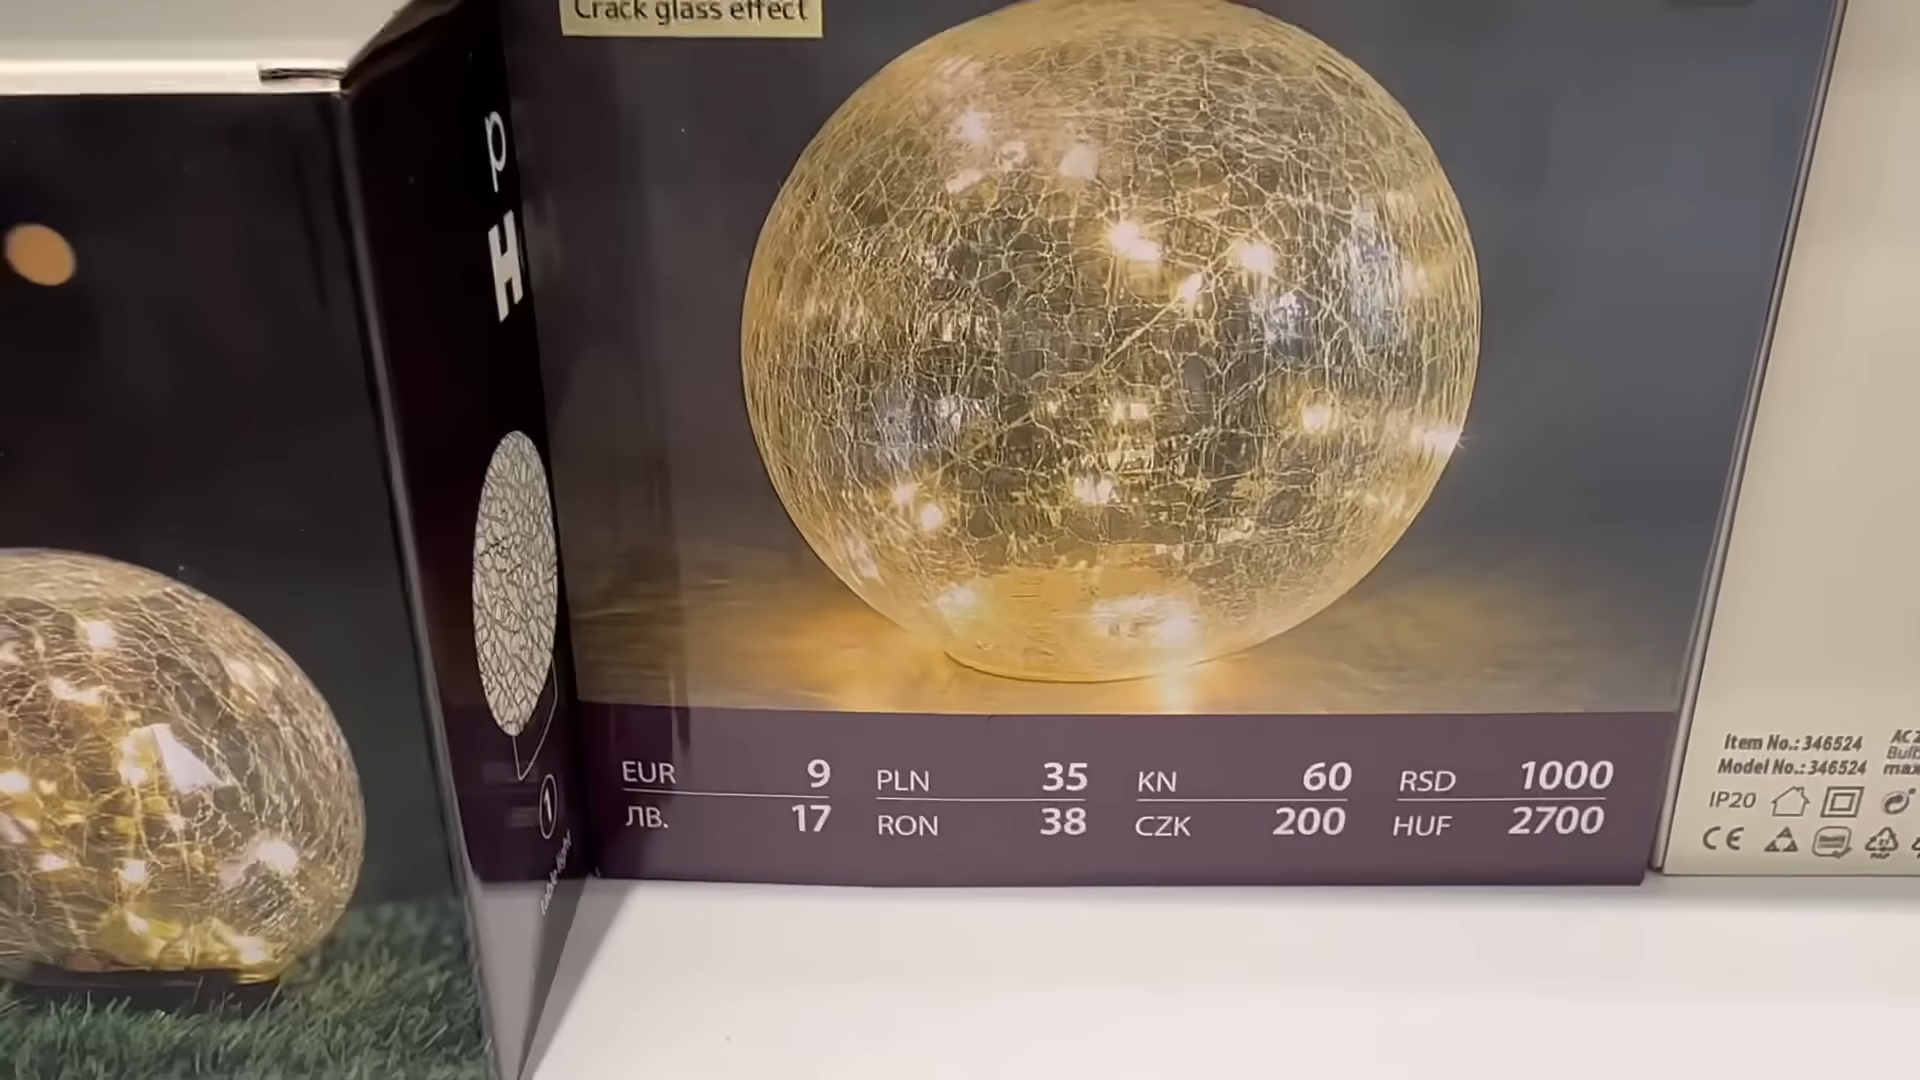 Crack glass effect
p
H
1
EUR 9 PLN 35 KN 60 RSD 1000
ЛВ. 17 RON 38 CZK 200 HUF 2700
Item No.: 346524
Model No.: 346524
IP20
CE